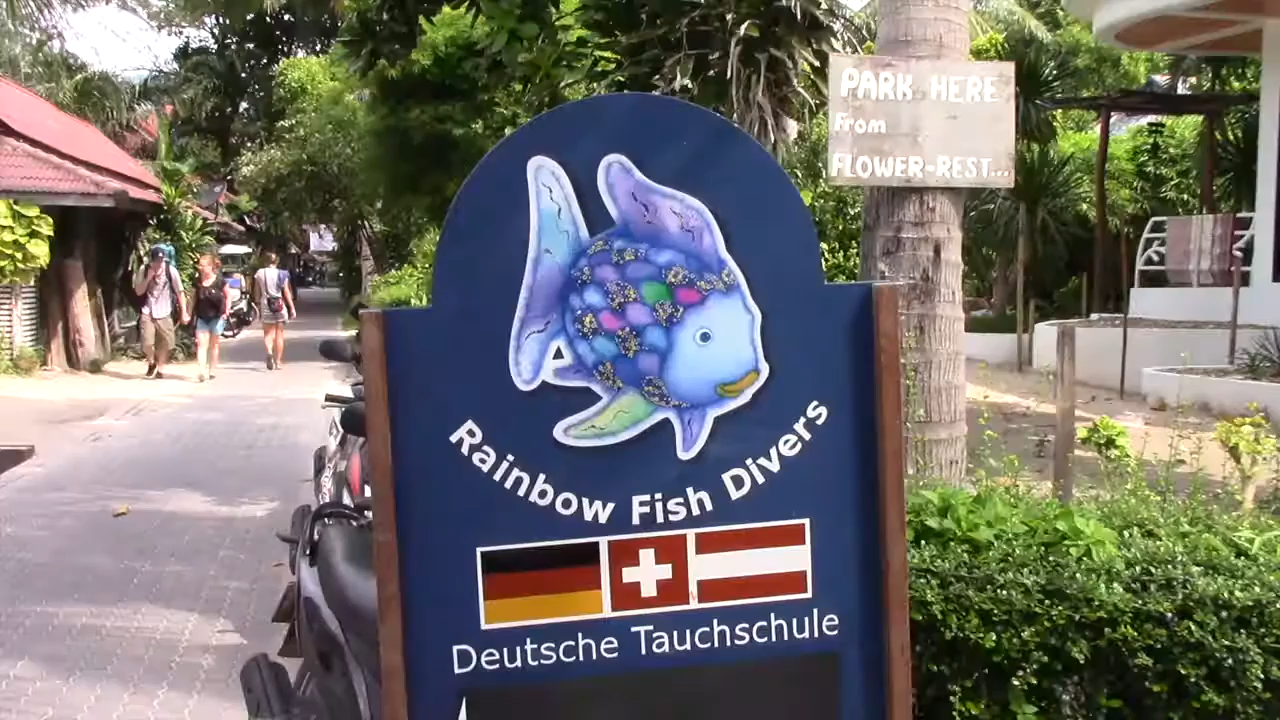 PARK HERE
From
FLOWER-REST...
Rainbow Fish Divers
Deutsche Tauchschule